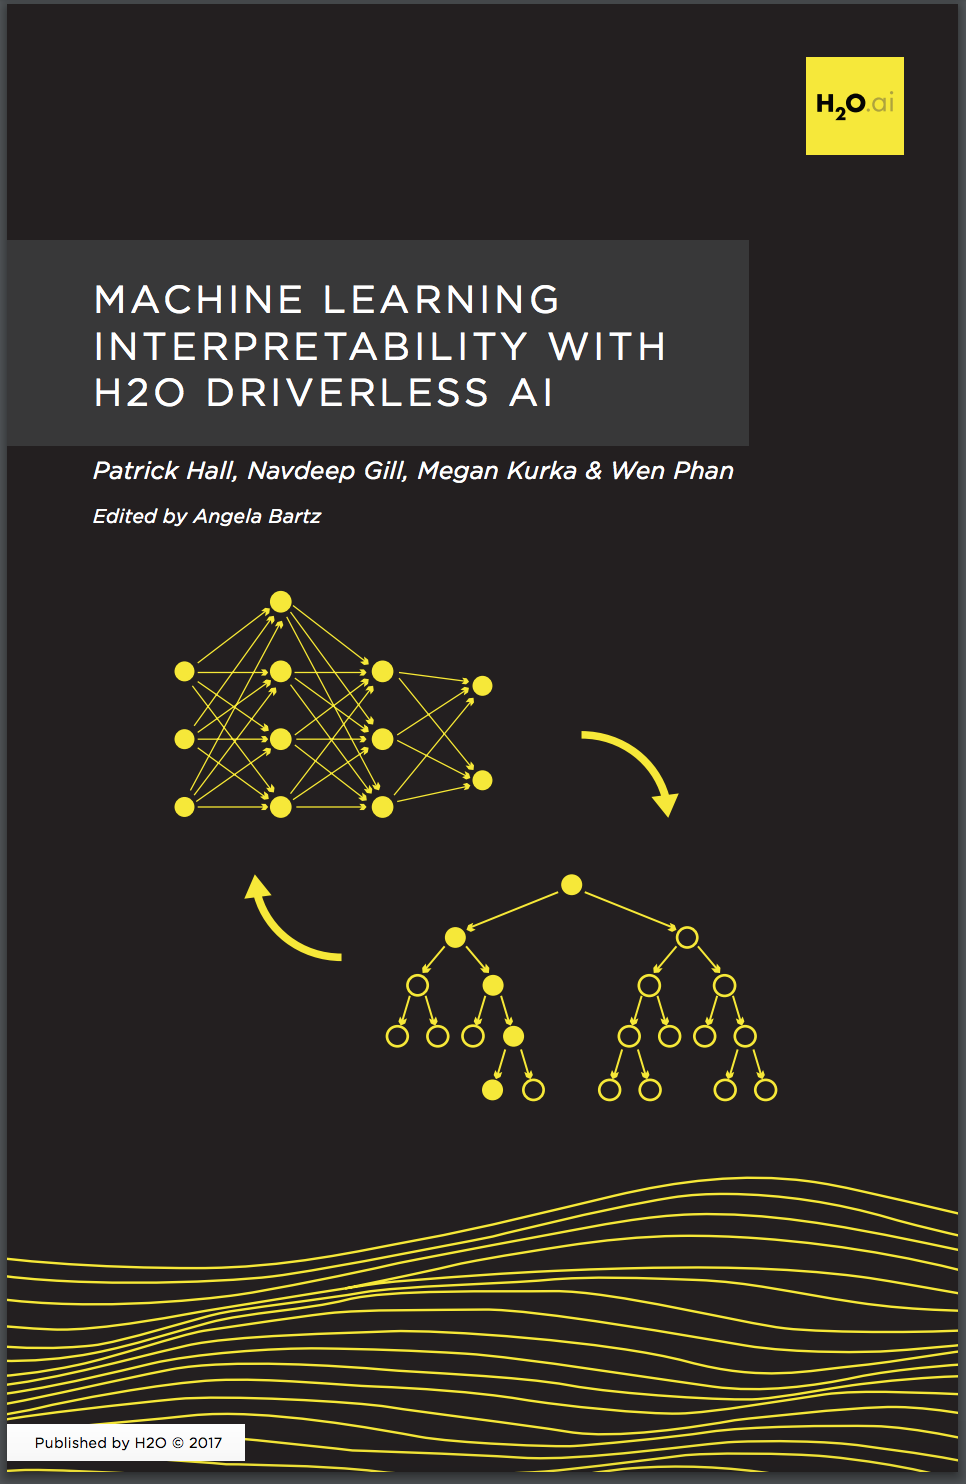 H2O.ai
MACHINE LEARNING
INTERPRETABILITY WITH
H2O DRIVERLESS AI
Patrick Hall, Navdeep Gill, Megan Kurka & Wen Phan
Edited by Angela Bartz
Published by H2O © 2017